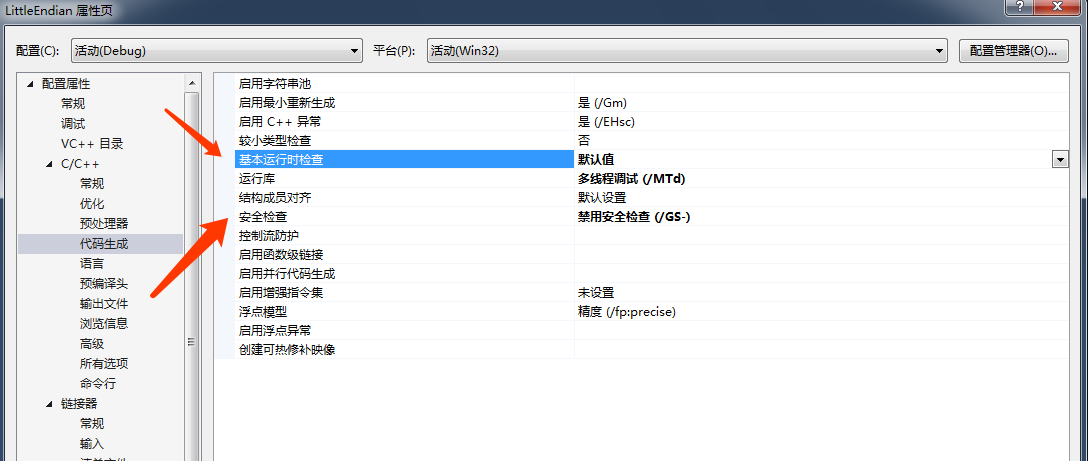 LittleEndian 属性页
配置(C): 活动(Debug) 平台(P): 活动(Win32) 配置管理器(O)...
配置属性
常规
调试
VC++ 目录
C/C++
常规
优化
预处理器
代码生成
语言
预编译头
输出文件
浏览信息
高级
所有选项
命令行
链接器
常规
输入
启用字符串池
启用最小重新生成 是 (/Gm)
启用 C++ 异常 是 (/EHsc)
较小类型检查 否
基本运行时检查 默认值
运行库 多线程调试 (/MTd)
结构成员对齐 默认设置
安全检查 禁用安全检查 (/GS-)
控制流防护
启用函数级链接
启用并行代码生成
启用增强指令集 未设置
浮点模型 精度 (/fp:precise)
启用浮点异常
创建可热修补映像